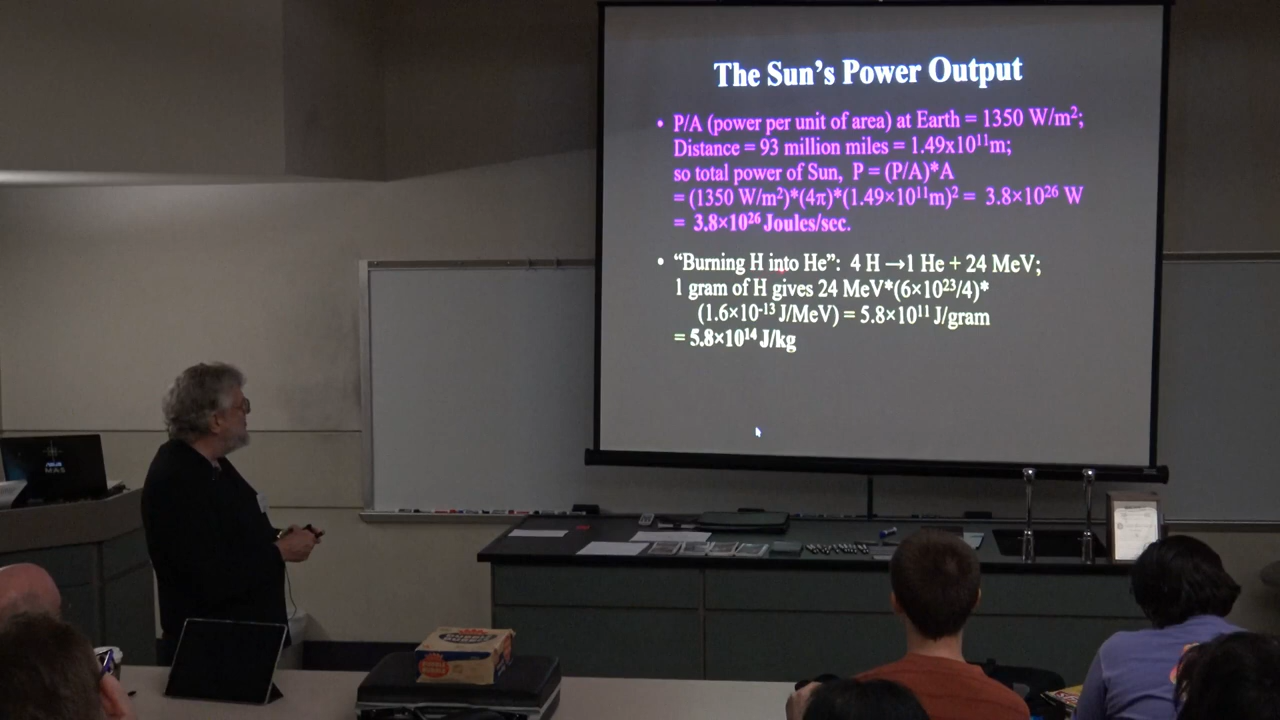 The Sun's Power Output
• P/A (power per unit of area) at Earth = 1350 W/m²;
Distance = 93 million miles = 1.49x10¹¹m;
so total power of Sun, P = (P/A)*A
= (1350 W/m²)*(4π)*(1.49×10¹¹m)² = 3.8×10²⁶ W
= 3.8×10²⁶ Joules/sec.
• “Burning H into He”: 4 H →1 He + 24 MeV;
1 gram of H gives 24 MeV*(6×10²³/4)*
(1.6×10⁻¹³ J/MeV) = 5.8×10¹¹ J/gram
= 5.8×10¹⁴ J/kg